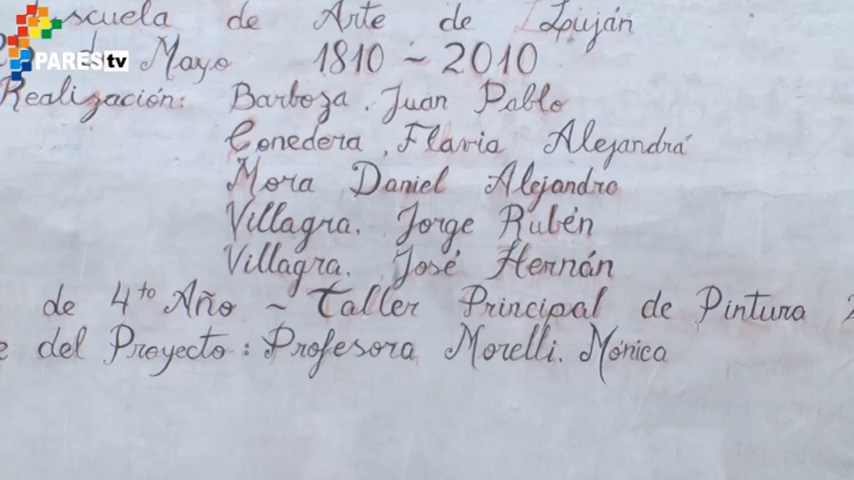 Escuela de Arte de Luján
de Mayo 1810 ~ 2010
PARES tv
Realización: Barboza, Juan Pablo
Conedera, Flavia Alejandra
Mora Daniel Alejandro
Villagra, Jorge Rubén
Villagra, José Hernán
de 4to Año ~ Taller Principal de Pintura
del Proyecto: Profesora Morelli, Mónica